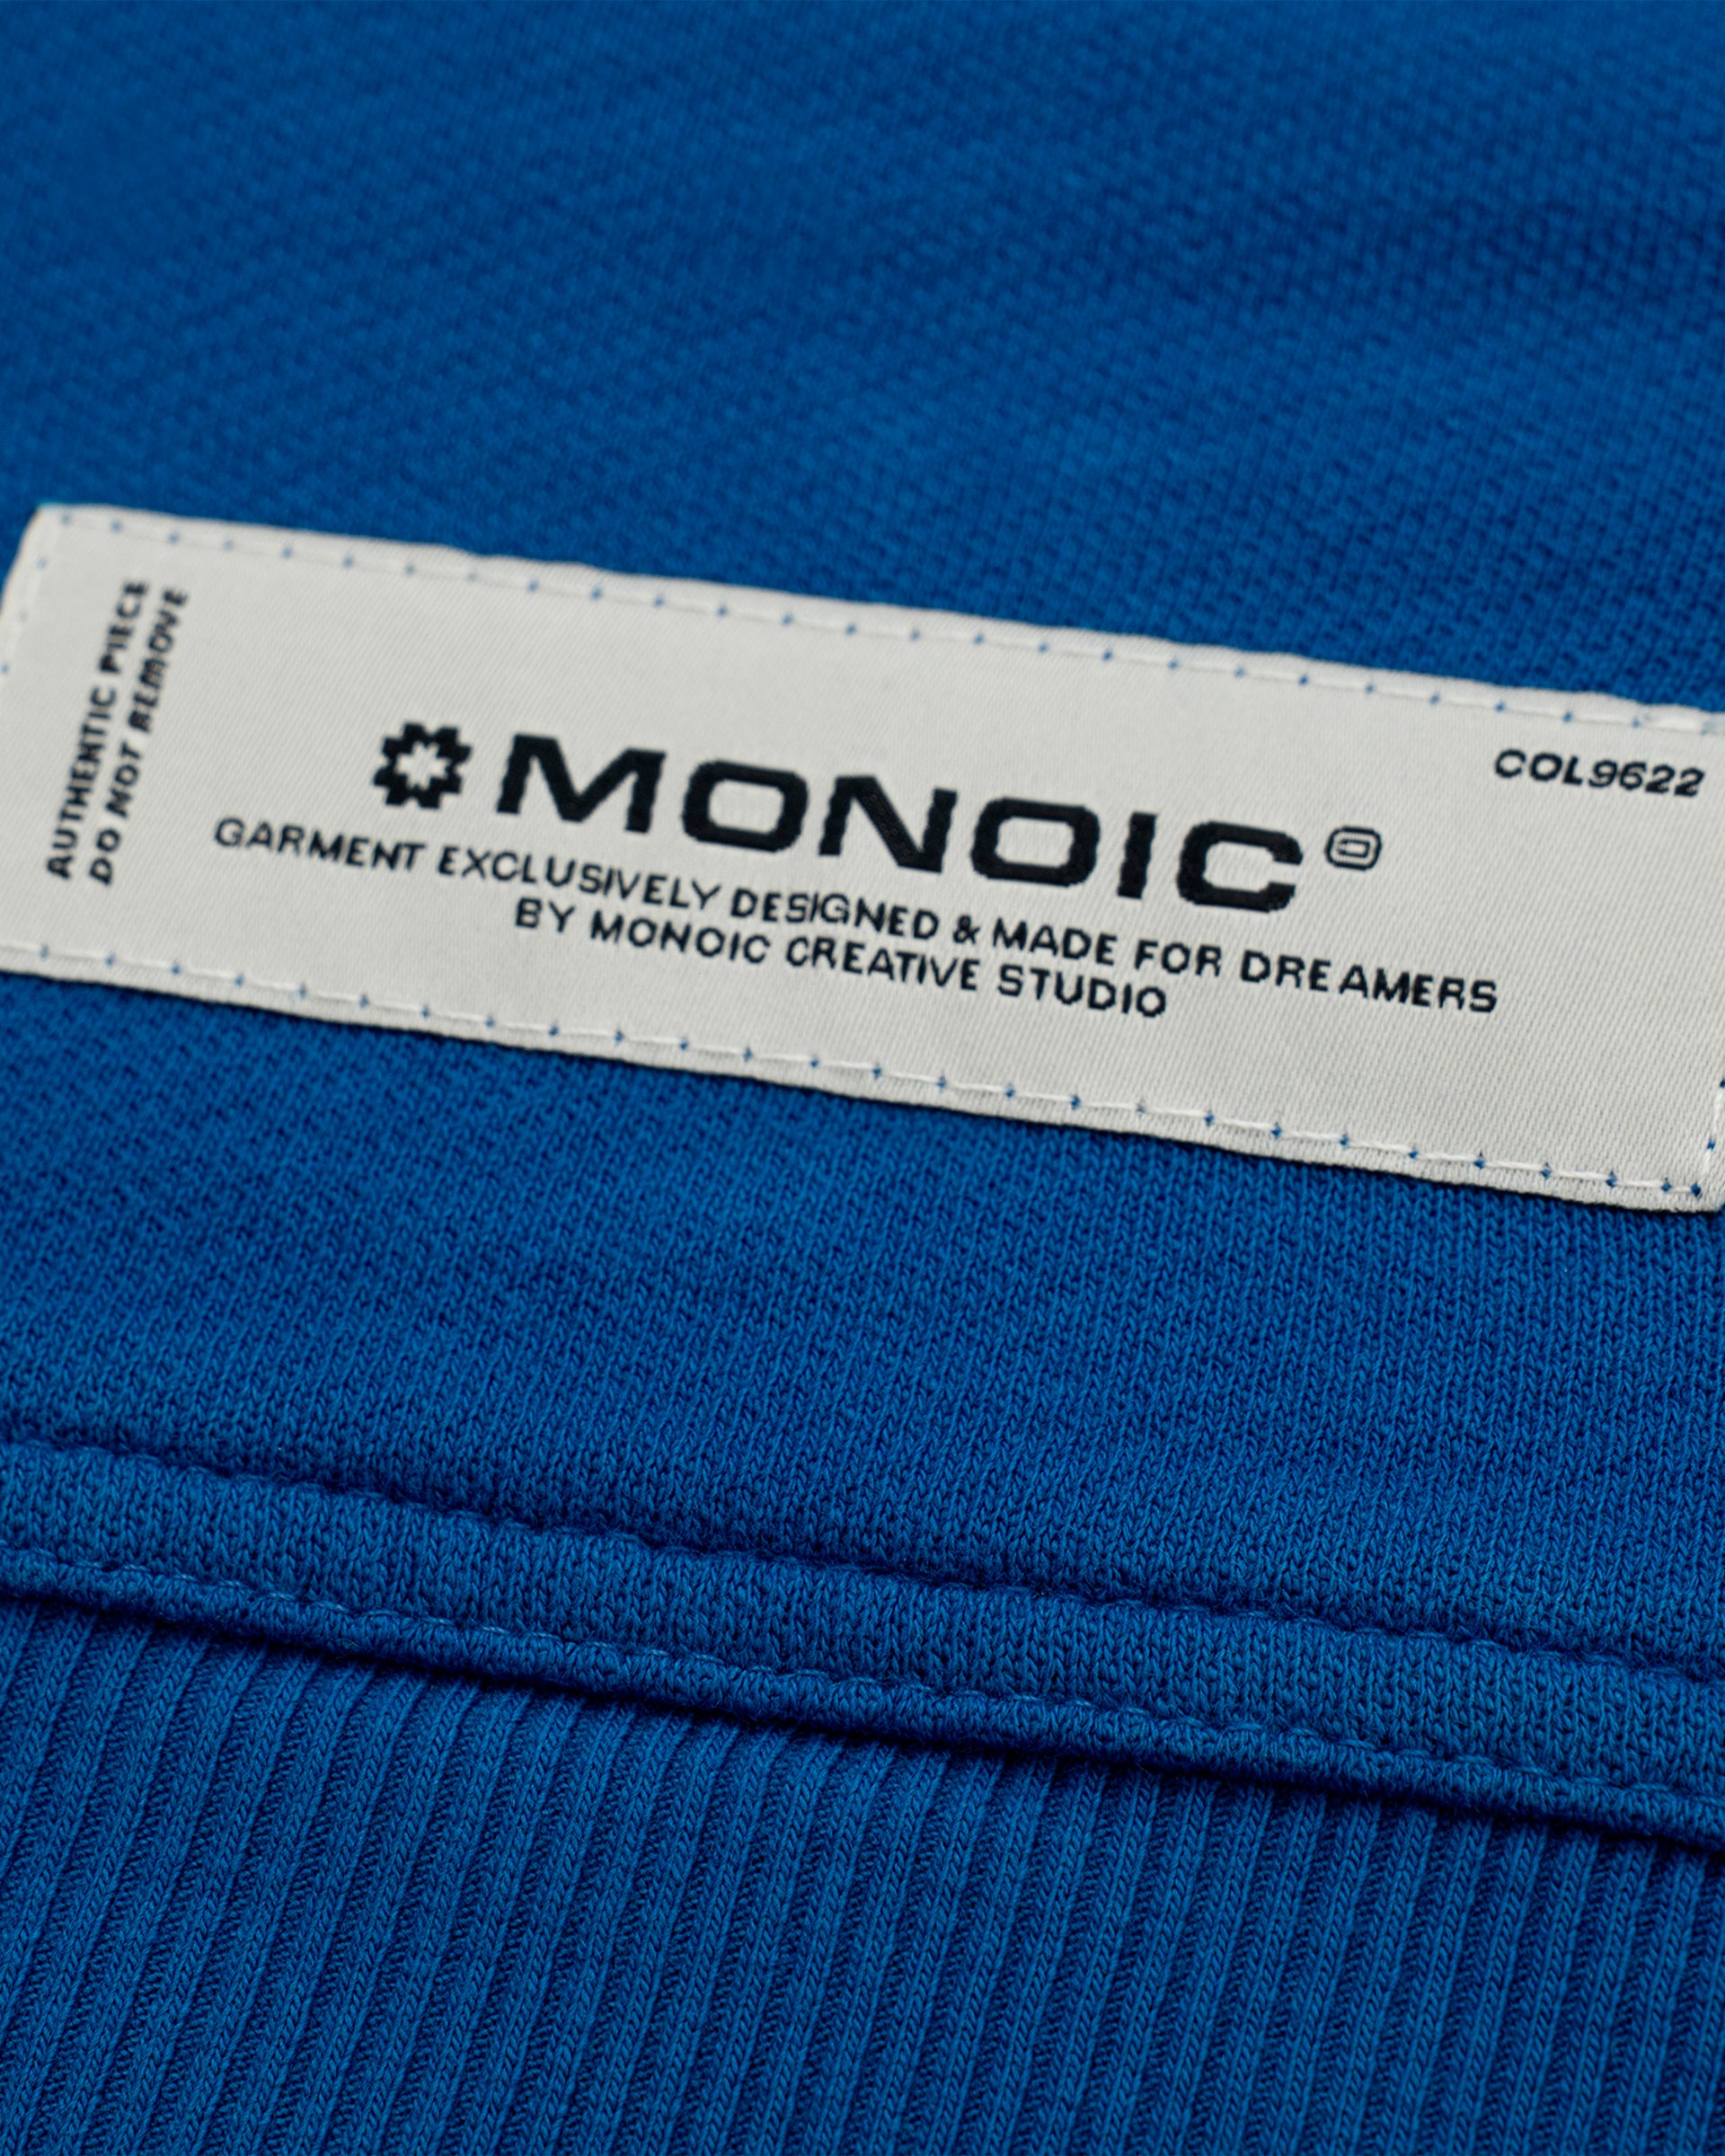 AUTHENTIC PIECE
DO NOT REMOVE
MONOIC©
COL9622
GARMENT EXCLUSIVELY DESIGNED & MADE FOR DREAMERS
BY MONOIC CREATIVE STUDIO